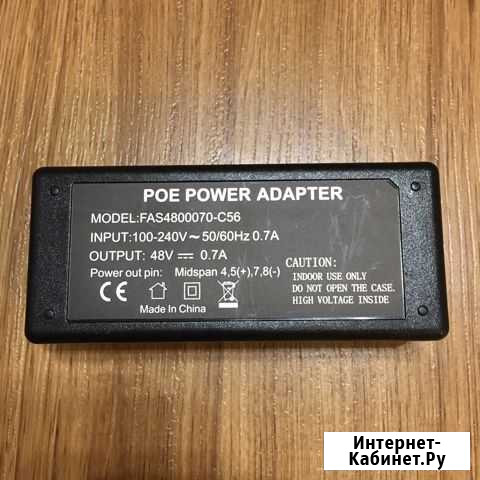 POE POWER ADAPTER
MODEL:FAS4800070-C56
INPUT:100-240V~50/60Hz 0.7A
OUTPUT: 48V⎓ 0.7A
Power out pin: Midspan 4,5(+),7,8(-)
CE
Made In China
CAUTION:
INDOOR USE ONLY
DO NOT OPEN THE CASE.
HIGH VOLTAGE INSIDE
Интернет-
Кабинет.Ру